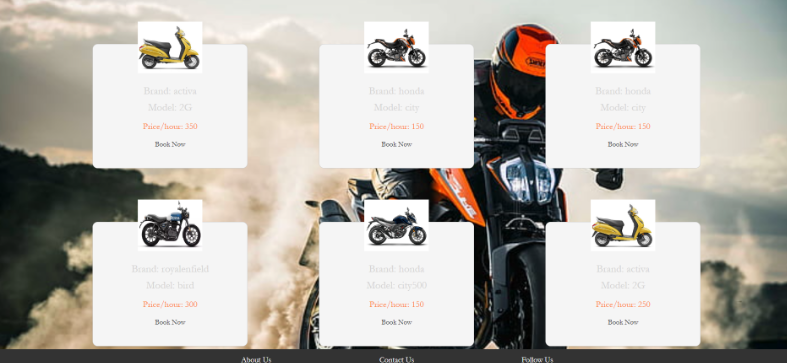 Brand: activa
Model: 2G
Price/hour: 350
Book Now
Brand: honda
Model: city
Price/hour: 150
Book Now
Brand: honda
Model: city
Price/hour: 150
Book Now
Brand: royalenfield
Model: bird
Price/hour: 300
Book Now
Brand: honda
Model: city500
Price/hour: 150
Book Now
Brand: activa
Model: 2G
Price/hour: 250
Book Now
About Us
Contact Us
Follow Us